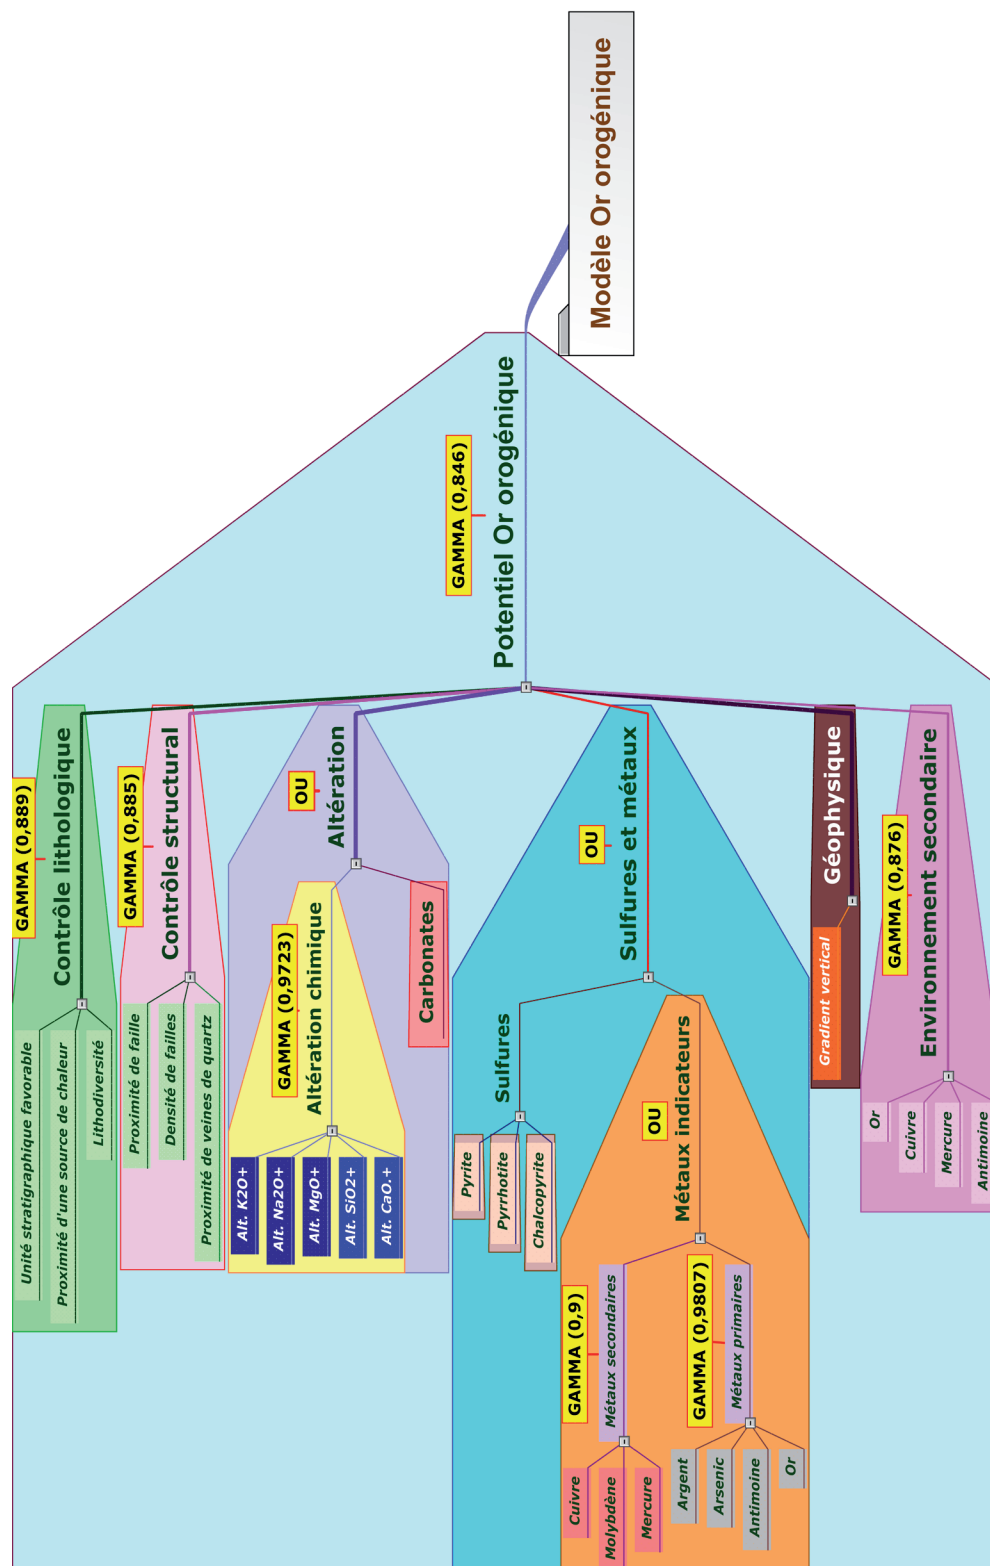 Modèle Or orogénique
Potentiel Or orogénique
GAMMA (0,846)
Contrôle lithologique
GAMMA (0,889)
Unité stratigraphique favorable
Proximité d'une source de chaleur
Lithodiversité
Contrôle structural
GAMMA (0,885)
Proximité de faille
Densité de failles
Proximité de veines de quartz
Altération
OU
Altération chimique
GAMMA (0,9723)
Alt. K2O+
Alt. Na2O+
Alt. MgO+
Alt. SiO2+
Alt. CaO.+
Carbonates
Sulfures et métaux
OU
Sulfures
Pyrite
Pyrrhotite
Chalcopyrite
Métaux indicateurs
OU
Métaux secondaires
GAMMA (0,9)
Cuivre
Molybdène
Mercure
Métaux primaires
GAMMA (0,9807)
Argent
Arsenic
Antimoine
Or
Géophysique
Gradient vertical
Environnement secondaire
GAMMA (0,876)
Or
Cuivre
Mercure
Antimoine